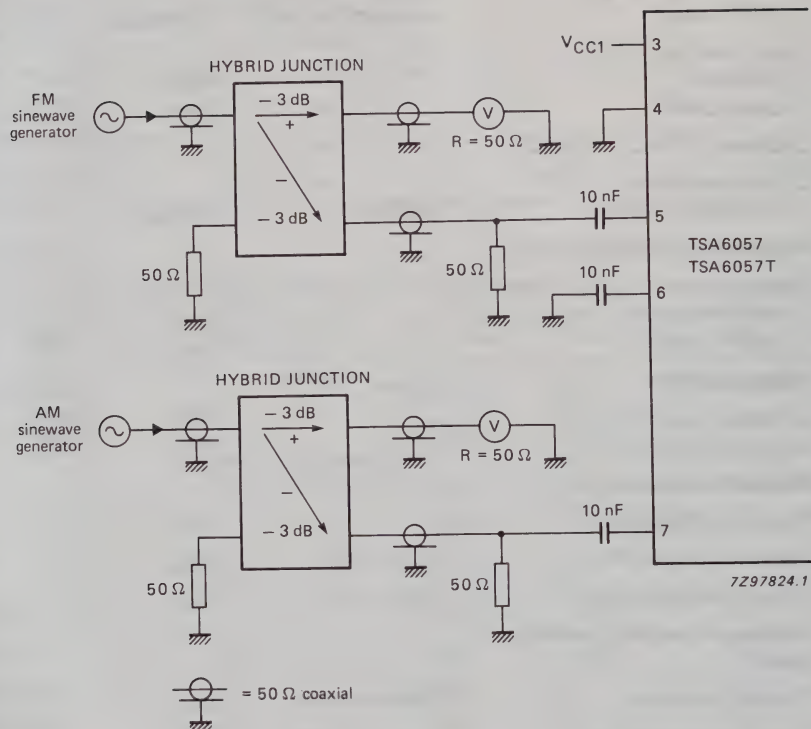 HYBRID JUNCTION
FM
sinewave
generator
– 3 dB
+
–
– 3 dB
50 Ω
V
R = 50 Ω
50 Ω
10 nF
10 nF
VCC1
3
4
5
6
7
TSA6057
TSA6057T
HYBRID JUNCTION
AM
sinewave
generator
– 3 dB
+
–
– 3 dB
50 Ω
V
R = 50 Ω
50 Ω
10 nF
7Z97824.1
= 50 Ω coaxial